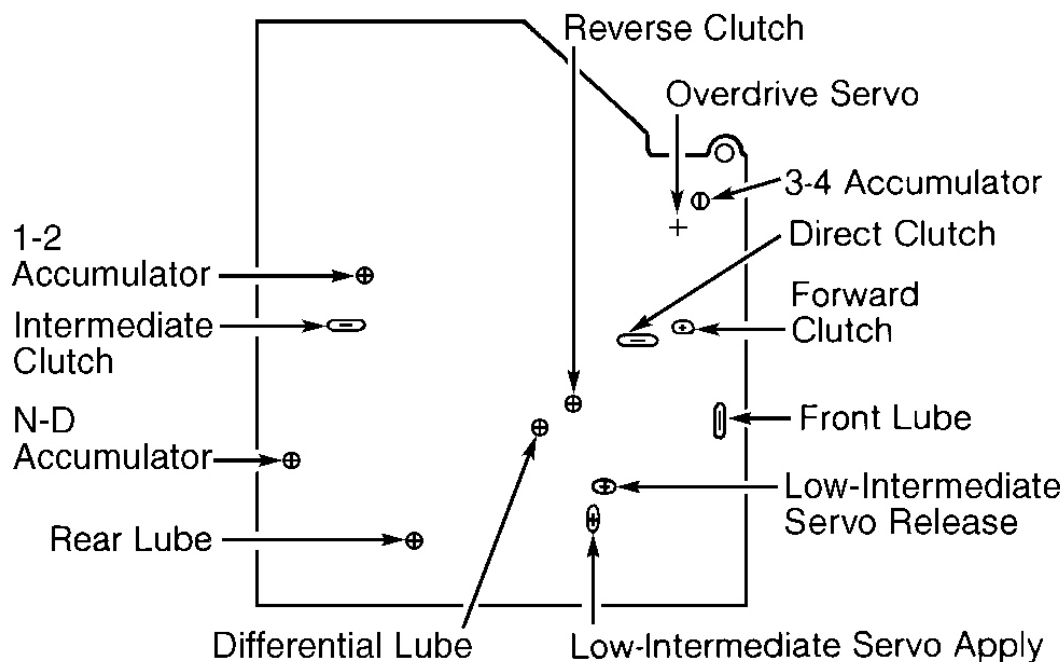 Reverse Clutch
Overdrive Servo
3-4 Accumulator
Direct Clutch
1-2
Accumulator
Forward
Clutch
Intermediate
Clutch
N-D
Accumulator
Front Lube
Low-Intermediate
Servo Release
Rear Lube
Differential Lube
Low-Intermediate Servo Apply